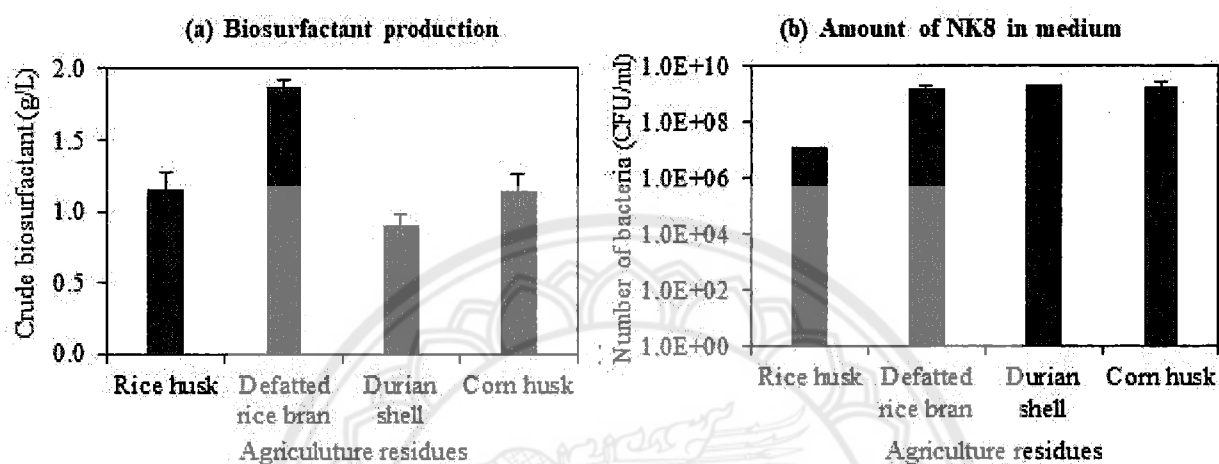 (a) Biosurfactant production
Crude biosurfactant (g/L)
2.0
1.5
1.0
0.5
0.0
Rice husk
Defatted rice bran
Durian shell
Corn husk
Agriculuture residues
(b) Amount of NK8 in medium
Number of bacteria (CFU/ml)
1.0E+10
1.0E+08
1.0E+06
1.0E+04
1.0E+02
1.0E+00
Rice husk
Defatted rice bran
Durian shell
Corn husk
Agriculture residues